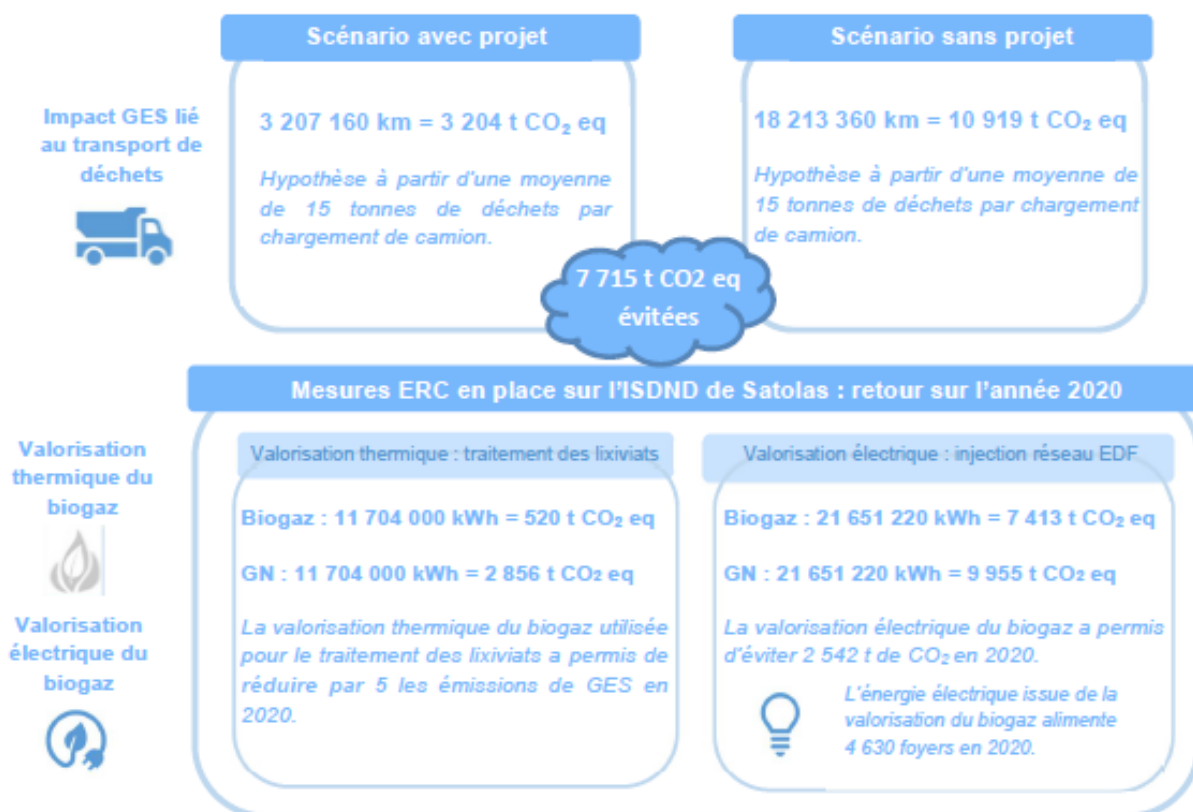 Scénario avec projet
Scénario sans projet
Impact GES lié
au transport de
déchets
3 207 160 km = 3 204 t CO₂ eq
Hypothèse à partir d'une moyenne
de 15 tonnes de déchets par
chargement de camion.
18 213 360 km = 10 919 t CO₂ eq
Hypothèse à partir d'une moyenne de
15 tonnes de déchets par chargement
de camion.
7 715 t CO2 eq
évitées
Mesures ERC en place sur l'ISDND de Satolas : retour sur l'année 2020
Valorisation
thermique du
biogaz
Valorisation
électrique du
biogaz
Valorisation thermique : traitement des lixiviats
Biogaz : 11 704 000 kWh = 520 t CO₂ eq
GN : 11 704 000 kWh = 2 856 t CO₂ eq
La valorisation thermique du biogaz utilisée
pour le traitement des lixiviats a permis de
réduire par 5 les émissions de GES en
2020.
Valorisation électrique : injection réseau EDF
Biogaz : 21 651 220 kWh = 7 413 t CO₂ eq
GN : 21 651 220 kWh = 9 955 t CO₂ eq
La valorisation électrique du biogaz a permis
d'éviter 2 542 t de CO₂ en 2020.
L'énergie électrique issue de la
valorisation du biogaz alimente
4 630 foyers en 2020.